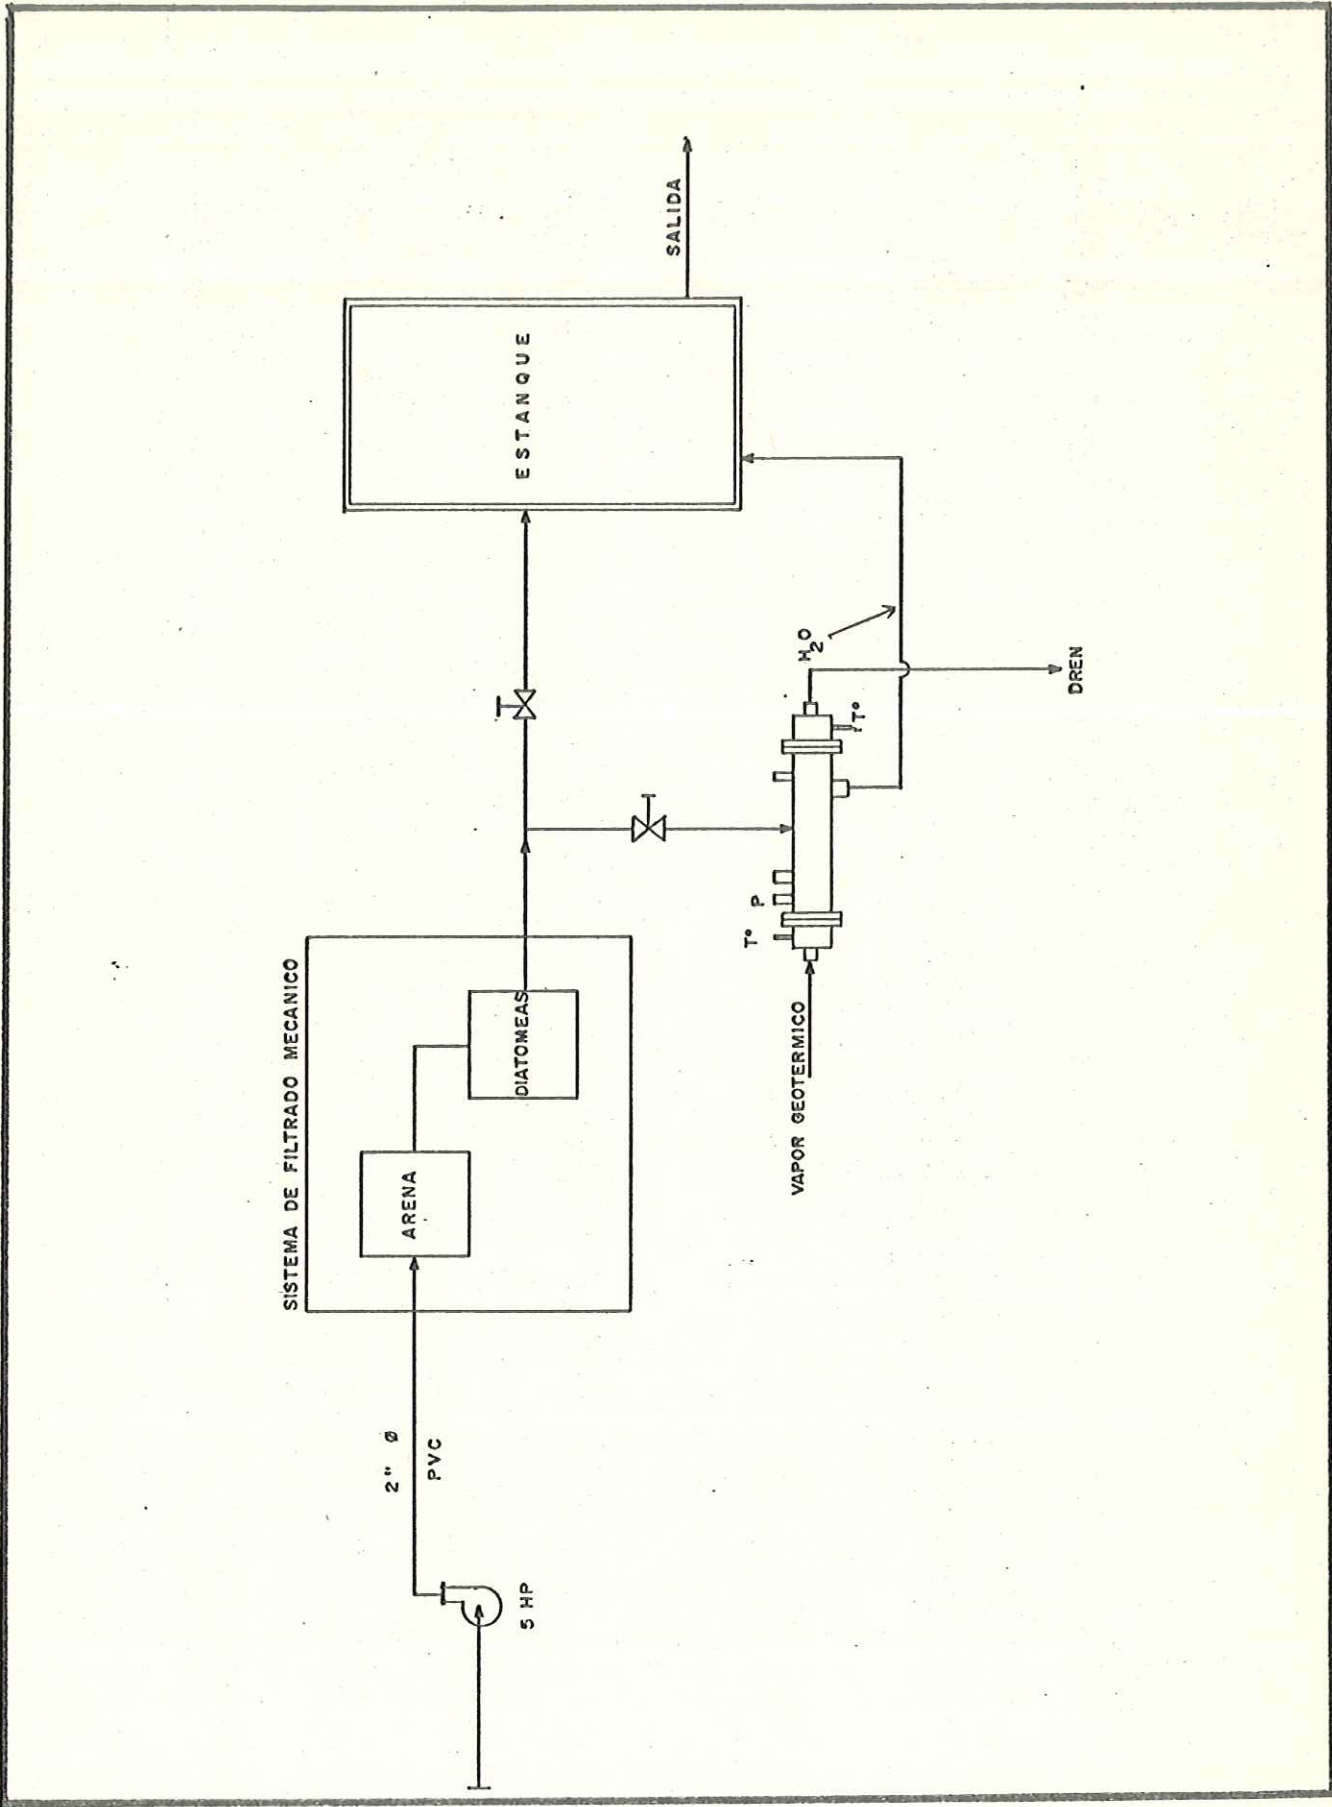 SISTEMA DE FILTRADO MECANICO
2" Ø
PVC
5 HP
ARENA
DIATOMEAS
ESTANQUE
SALIDA
T°
P
VAPOR GEOTERMICO
T°
H2O
DREN